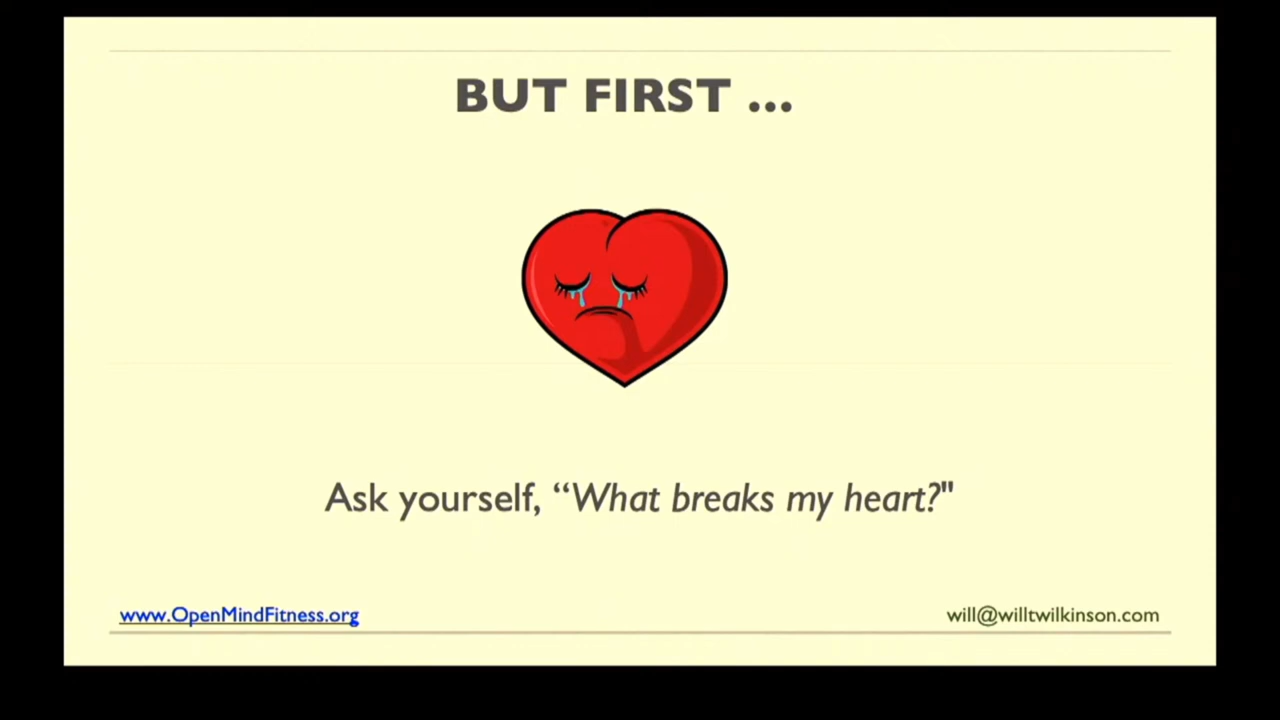 BUT FIRST ...
Ask yourself, “What breaks my heart?"
www.OpenMindFitness.org
will@willtwilkinson.com